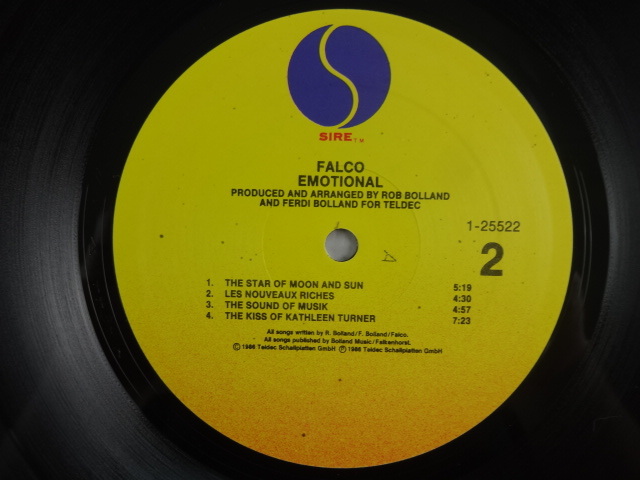 SIRE TM
FALCO
EMOTIONAL
PRODUCED AND ARRANGED BY ROB BOLLAND
AND FERDI BOLLAND FOR TELDEC
1-25522
2
1. THE STAR OF MOON AND SUN 5:19
2. LES NOUVEAUX RICHES 4:30
3. THE SOUND OF MUSIK 4:57
4. THE KISS OF KATHLEEN TURNER 7:23
All songs written by R. Bolland/F. Bolland/Falco.
All songs published by Bolland Music/Falkenhorst.
© 1986 Teldec Schallplatten GmbH ℗ 1986 Teldec Schallplatten GmbH